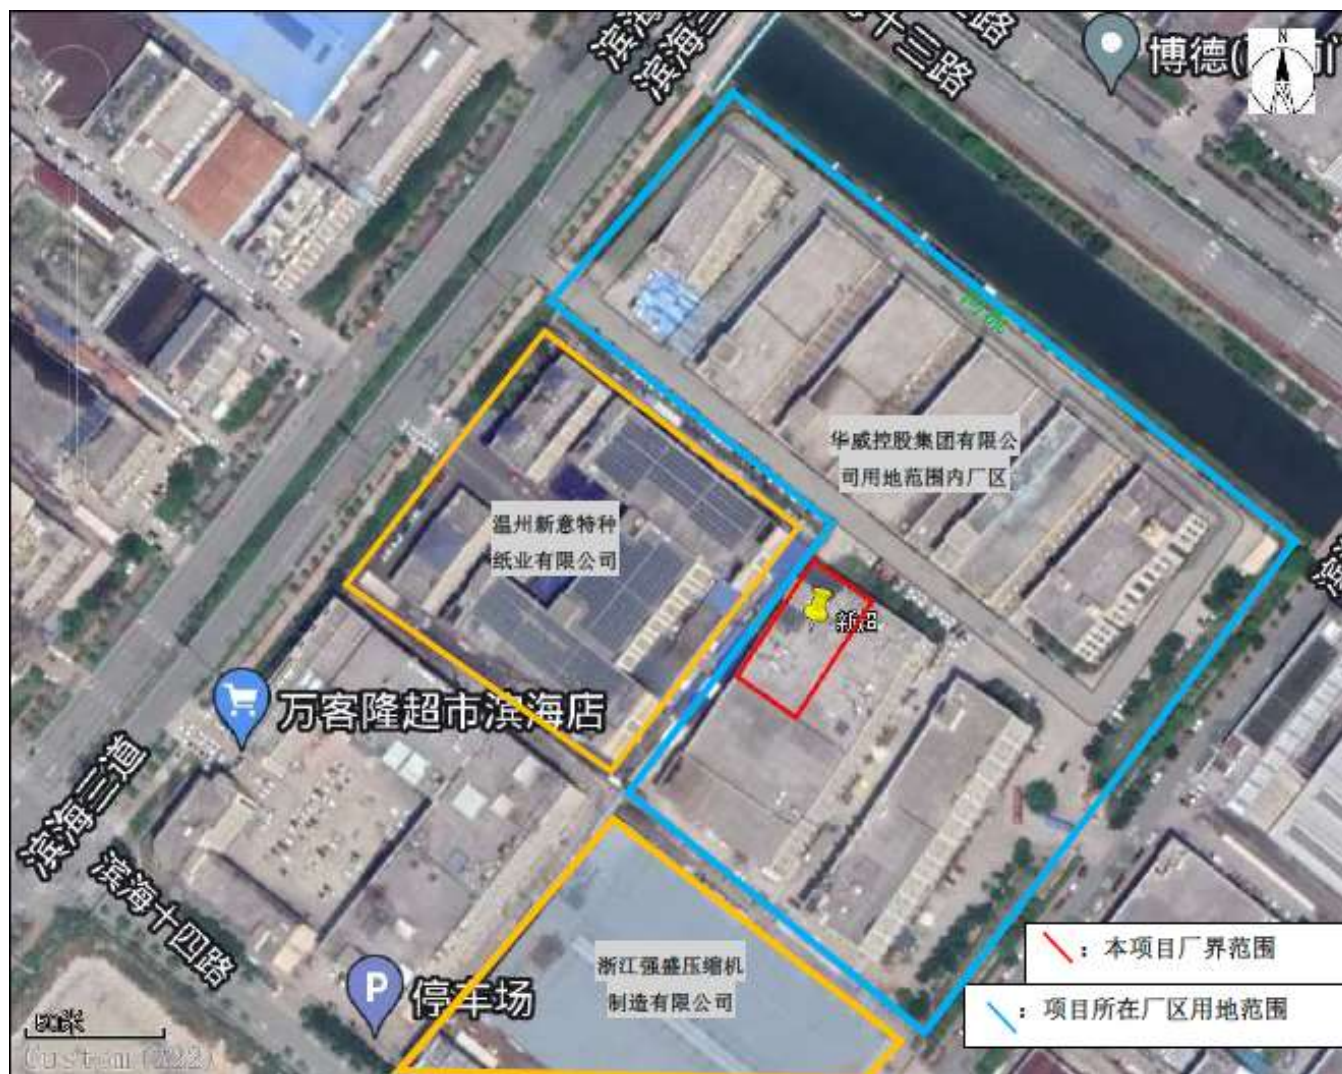 滨海三
十三路
博德(
N
华威控股集团有限公
司用地范围内厂区
温州新意特种
纸业有限公司
新超
万客隆超市滨海店
滨海三道
滨海十四路
浙江强盛压缩机
制造有限公司
P
停车场
：本项目厂界范围
：项目所在厂区用地范围
50米